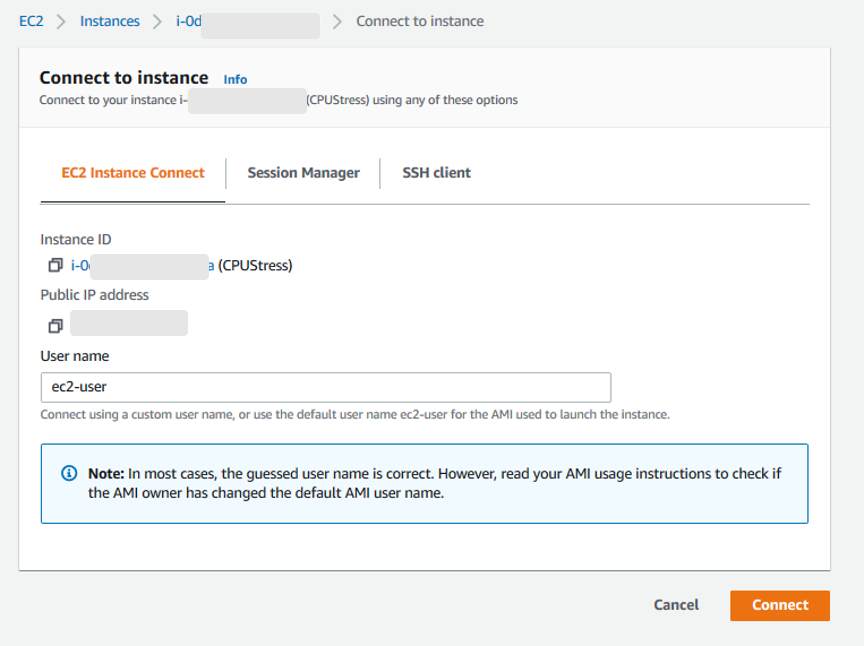 EC2 > Instances > i-0d > Connect to instance
Connect to instance Info
Connect to your instance i- (CPUStress) using any of these options
EC2 Instance Connect Session Manager SSH client
Instance ID
i-0 a (CPUStress)
Public IP address
User name
ec2-user
Connect using a custom user name, or use the default user name ec2-user for the AMI used to launch the instance.
Note: In most cases, the guessed user name is correct. However, read your AMI usage instructions to check if
the AMI owner has changed the default AMI user name.
Cancel Connect